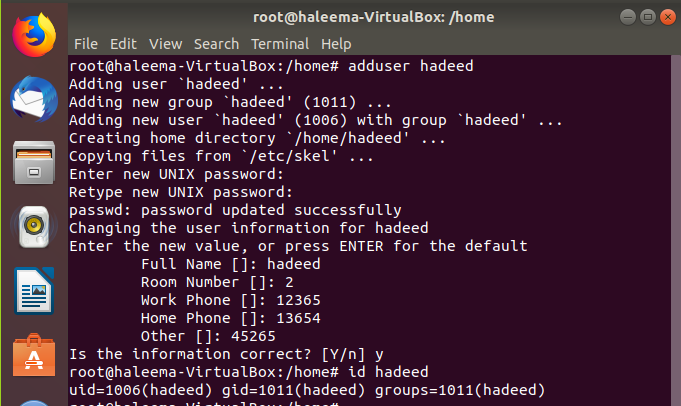 root@haleema-VirtualBox: /home
File Edit View Search Terminal Help
root@haleema-VirtualBox:/home# adduser hadeed
Adding user `hadeed' ...
Adding new group `hadeed' (1011) ...
Adding new user `hadeed' (1006) with group `hadeed' ...
Creating home directory `/home/hadeed' ...
Copying files from `/etc/skel' ...
Enter new UNIX password:
Retype new UNIX password:
passwd: password updated successfully
Changing the user information for hadeed
Enter the new value, or press ENTER for the default
Full Name []: hadeed
Room Number []: 2
Work Phone []: 12365
Home Phone []: 13654
Other []: 45265
Is the information correct? [Y/n] y
root@haleema-VirtualBox:/home# id hadeed
uid=1006(hadeed) gid=1011(hadeed) groups=1011(hadeed)
root@haleema-VirtualBox:/home#